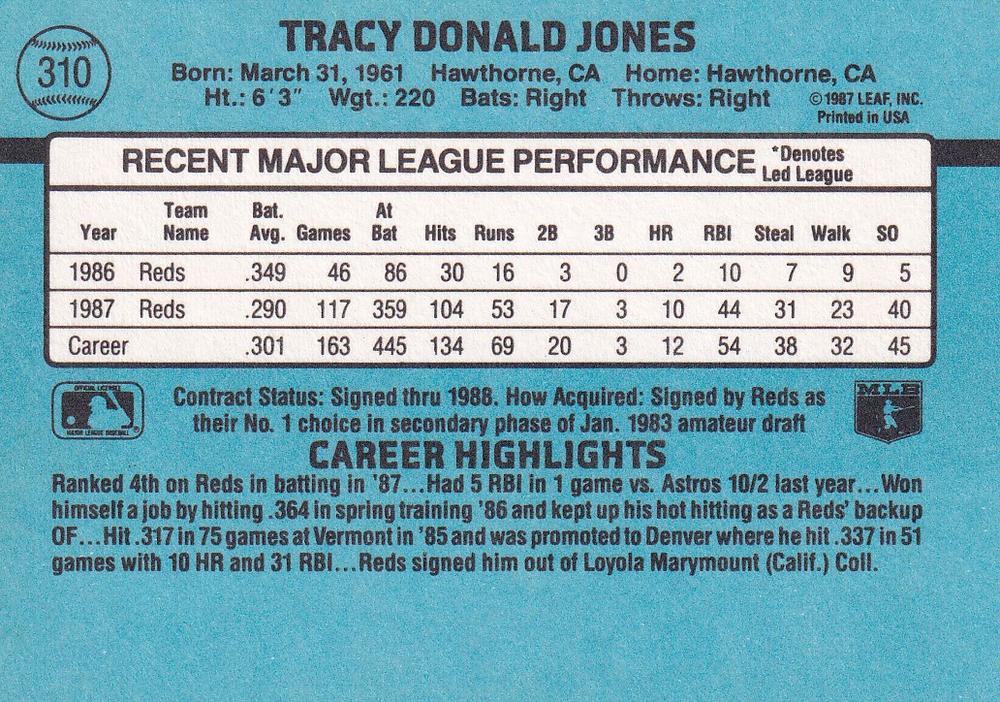 TRACY DONALD JONES
310
Born: March 31, 1961 Hawthorne, CA Home: Hawthorne, CA
Ht.: 6'3" Wgt.: 220 Bats: Right Throws: Right
©1987 LEAF, INC.
Printed in USA
RECENT MAJOR LEAGUE PERFORMANCE *Denotes
Led League
Year Team Name Bat. Avg. Games At Bat Hits Runs 2B 3B HR RBI Steal Walk SO
1986 Reds .349 46 86 30 16 3 0 2 10 7 9 5
1987 Reds .290 117 359 104 53 17 3 10 44 31 23 40
Career .301 163 445 134 69 20 3 12 54 38 32 45
OFFICIAL LICENSEE
MAJOR LEAGUE BASEBALL
MLB
Contract Status: Signed thru 1988. How Acquired: Signed by Reds as
their No. 1 choice in secondary phase of Jan. 1983 amateur draft
CAREER HIGHLIGHTS
Ranked 4th on Reds in batting in '87...Had 5 RBI in 1 game vs. Astros 10/2 last year...Won
himself a job by hitting .364 in spring training '86 and kept up his hot hitting as a Reds' backup
OF...Hit .317 in 75 games at Vermont in '85 and was promoted to Denver where he hit .337 in 51
games with 10 HR and 31 RBI...Reds signed him out of Loyola Marymount (Calif.) Coll.